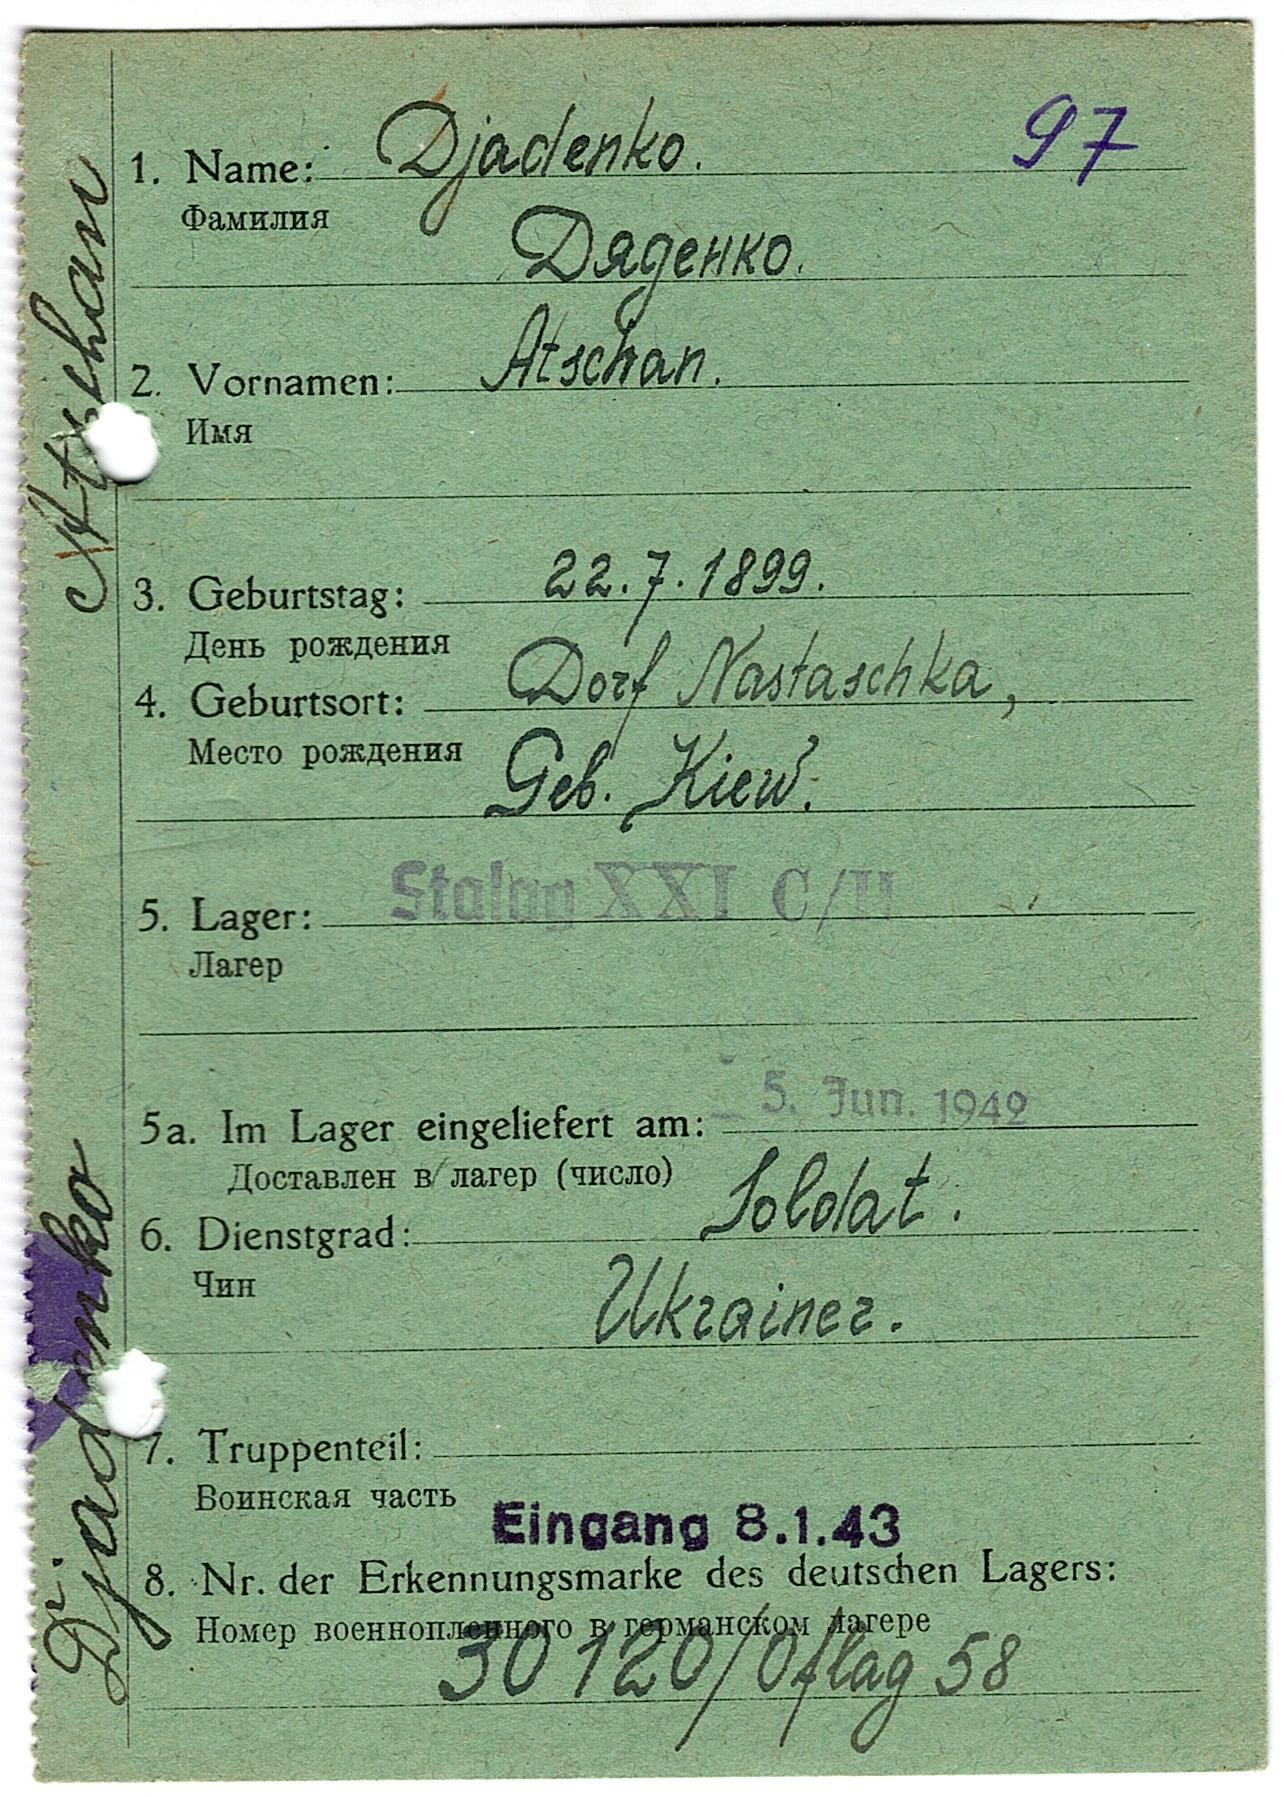 97
1. Name: Djadenko.
Фамилия
Дяденко.
2. Vornamen: Atschan.
Имя
3. Geburtstag: 22.7.1899.
День рождения
4. Geburtsort: Dorf Nastaschka,
Место рождения
Geb. Kiew.
5. Lager: Stalag XXI C/H
Лагер
5a. Im Lager eingeliefert am: - 5. Jun. 1942
Доставлен в лагер (число)
6. Dienstgrad: Soldat.
Чин
Ukrainer.
7. Truppenteil:
Воинская часть
Eingang 8.1.43
8. Nr. der Erkennungsmarke des deutschen Lagers:
Номер военнопленного в германском лагере
30120/Oflag 58
Djadenko Atschan